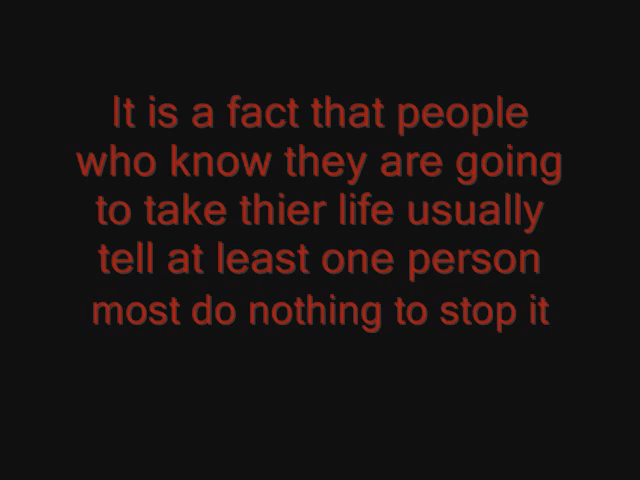 It is a fact that people
who know they are going
to take thier life usually
tell at least one person
most do nothing to stop it